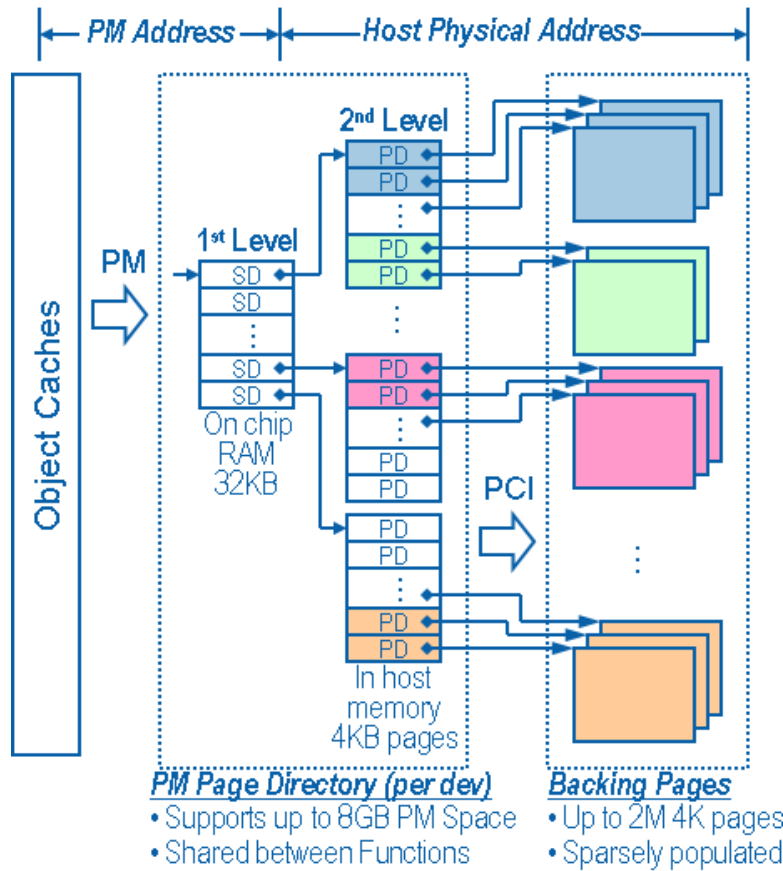 PM Address
Host Physical Address
Object Caches
PM
1st Level
SD
SD
⋮
SD
SD
On chip
RAM
32KB
2nd Level
PD
PD
⋮
PD
PD
⋮
PD
PD
⋮
PD
PD
PD
PD
⋮
PD
PD
In host
memory
4KB pages
PCI
⋮
PM Page Directory (per dev)
• Supports up to 8GB PM Space
• Shared between Functions
Backing Pages
• Up to 2M 4K pages
• Sparsely populated